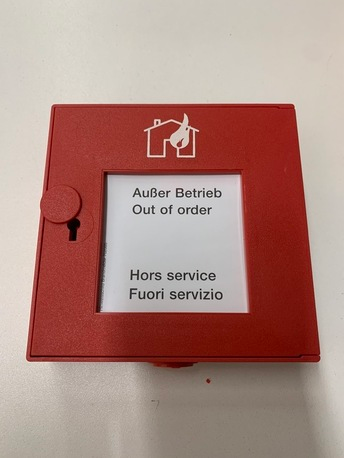 Außer Betrieb
Out of order
Hors service
Fuori servizio